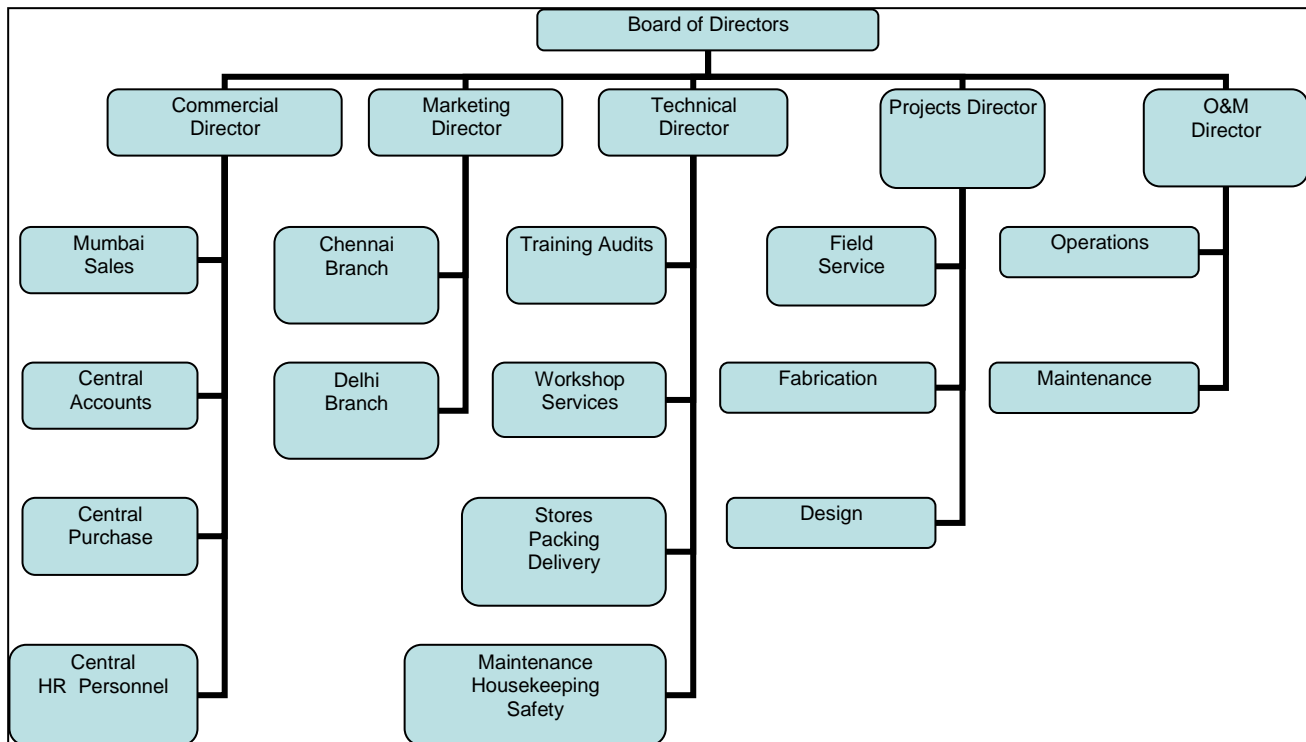 Board of Directors
Commercial
Director
Marketing
Director
Technical
Director
Projects Director
O&M
Director
Mumbai
Sales
Chennai
Branch
Training Audits
Field
Service
Operations
Central
Accounts
Delhi
Branch
Workshop
Services
Fabrication
Maintenance
Central
Purchase
Stores
Packing
Delivery
Design
Central
HR Personnel
Maintenance
Housekeeping
Safety